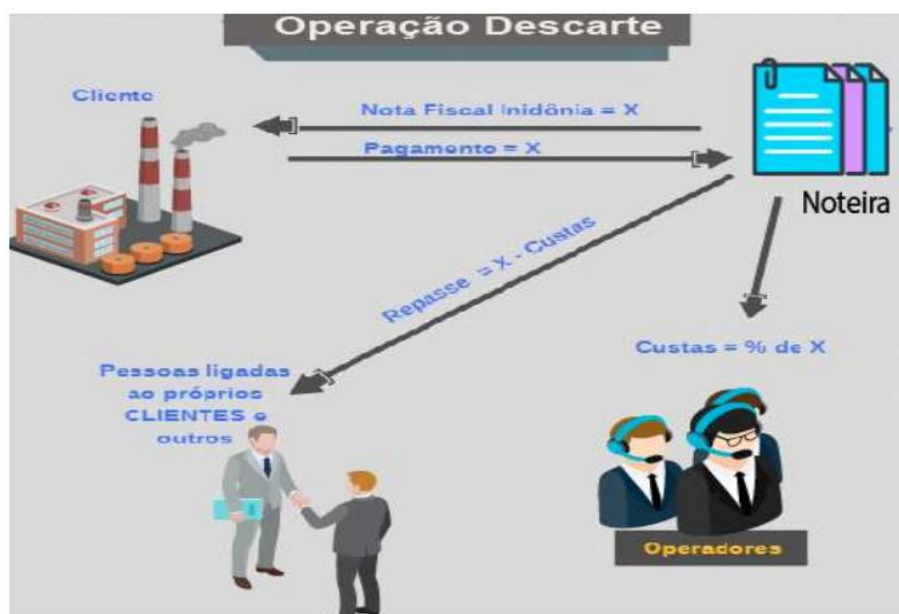 Operação Descarte
Cliente
Nota Fiscal Inidônia = X
Pagamento = X
Noteira
Repasse = X - Custas
Custas = % de X
Pessoas ligadas
ao próprios
CLIENTES e
outros
Operadores